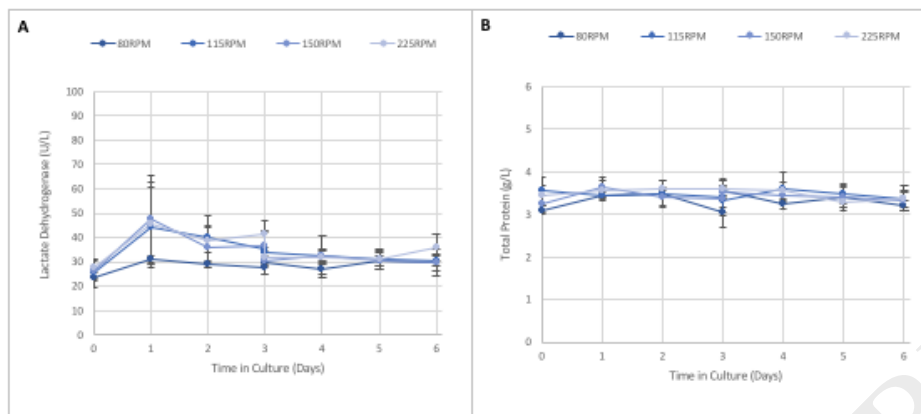 A
80RPM 115RPM 150RPM 225RPM
Lactate Dehydrogenase (U/L)
100
90
80
70
60
50
40
30
20
10
0
0 1 2 3 4 5 6
Time in Culture (Days)
B
80RPM 115RPM 150RPM 225RPM
Total Protein (g/L)
6
5
4
3
2
1
0
0 1 2 3 4 5 6
Time in Culture (Days)